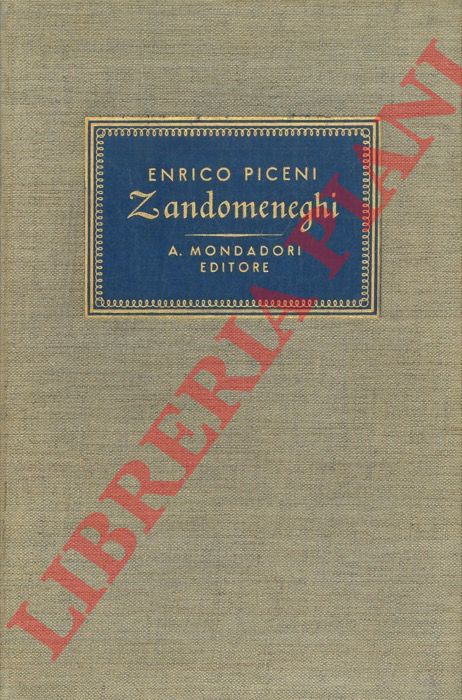 ENRICO PICENI
Zandomeneghi
A. MONDADORI
EDITORE
LIBRERIA PIANI